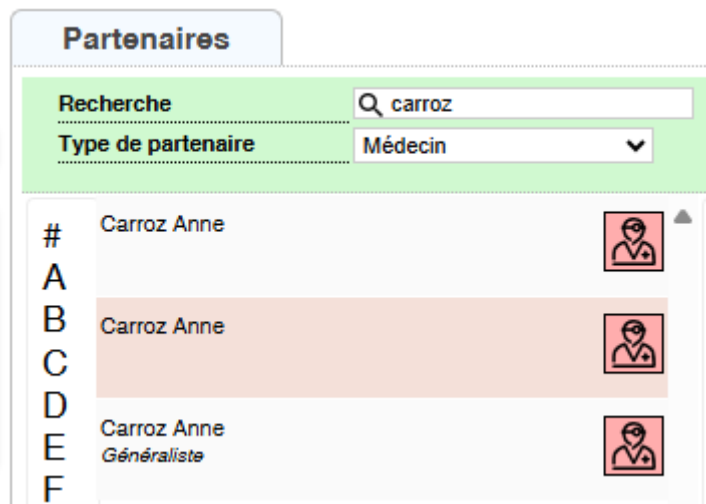 Partenaires
Recherche carroz
Type de partenaire Médecin
#
A
B
C
D
E
F
Carroz Anne
Carroz Anne
Carroz Anne
Généraliste